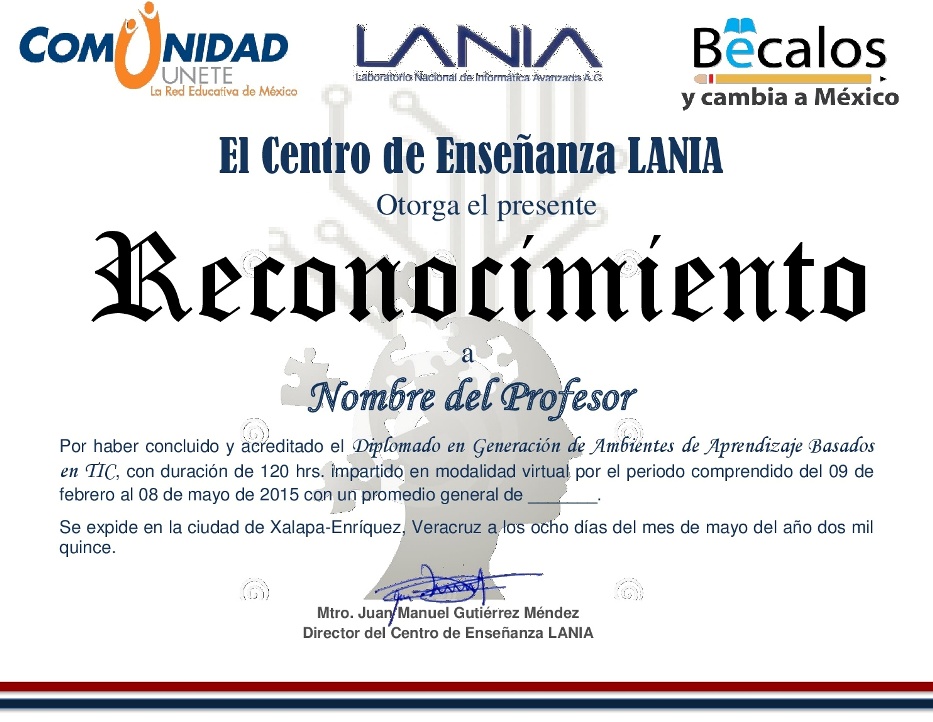 COMUNIDAD
UNETE
La Red Educativa de México
LANIA
Laboratorio Nacional de Informática Avanzada A.C.
Bécalos
y cambia a México
El Centro de Enseñanza LANIA
Otorga el presente
Reconocimiento
a
Nombre del Profesor
Por haber concluido y acreditado el Diplomado en Generación de Ambientes de Aprendizaje Basados
en TIC, con duración de 120 hrs. impartido en modalidad virtual por el periodo comprendido del 09 de
febrero al 08 de mayo de 2015 con un promedio general de _______.
Se expide en la ciudad de Xalapa-Enríquez, Veracruz a los ocho días del mes de mayo del año dos mil
quince.
Mtro. Juan Manuel Gutiérrez Méndez
Director del Centro de Enseñanza LANIA